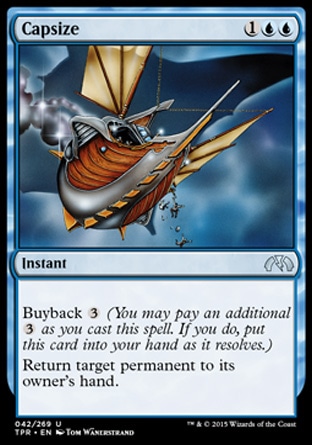 Capsize 1
Instant
Buyback 3 (You may pay an additional
3 as you cast this spell. If you do, put
this card into your hand as it resolves.)
Return target permanent to its
owner's hand.
042/269 U
TPR • EN Tom Wänerstrand
™ & © 2015 Wizards of the Coast